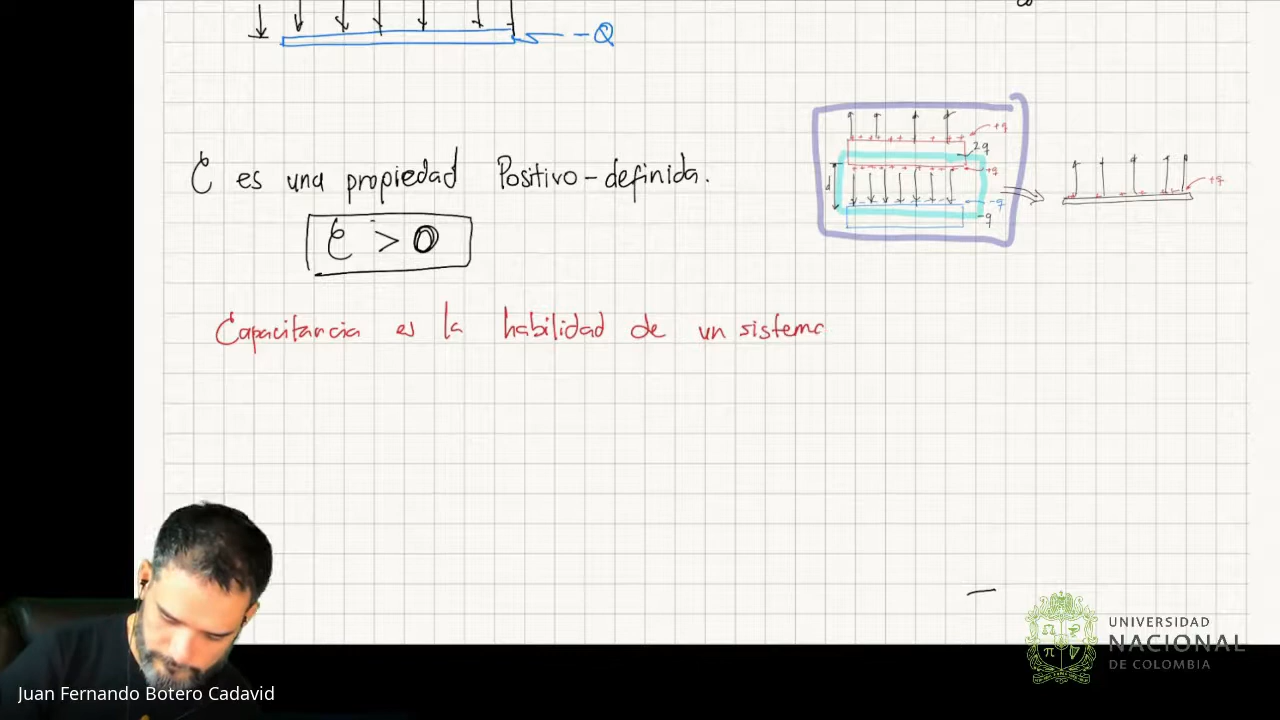 -Q
C es una propiedad Positivo-definida.
C > 0
+q
2q
+q
d
-q
-q
+q
Capacitancia es la habilidad de un sistema
UNIVERSIDAD
NACIONAL
DE COLOMBIA
Juan Fernando Botero Cadavid